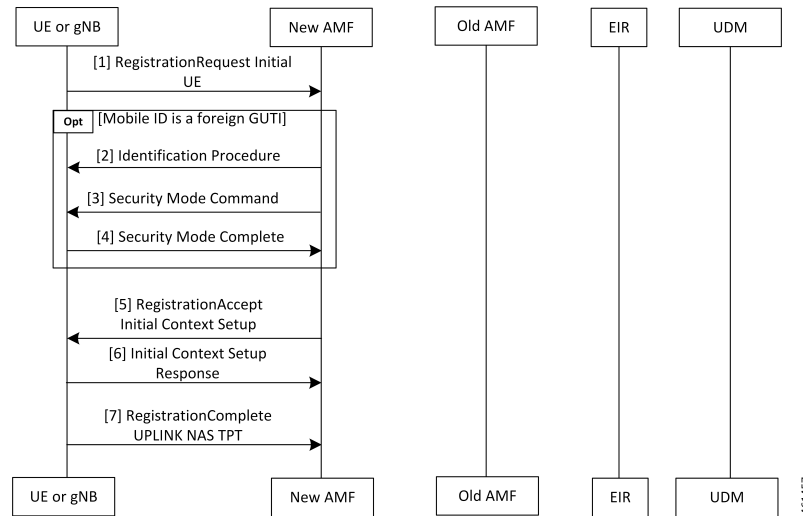 UE or gNB
New AMF
Old AMF
EIR
UDM
[1] RegistrationRequest Initial
UE
Opt
[Mobile ID is a foreign GUTI]
[2] Identification Procedure
[3] Security Mode Command
[4] Security Mode Complete
[5] RegistrationAccept
Initial Context Setup
[6] Initial Context Setup
Response
[7] RegistrationComplete
UPLINK NAS TPT
UE or gNB
New AMF
Old AMF
EIR
UDM